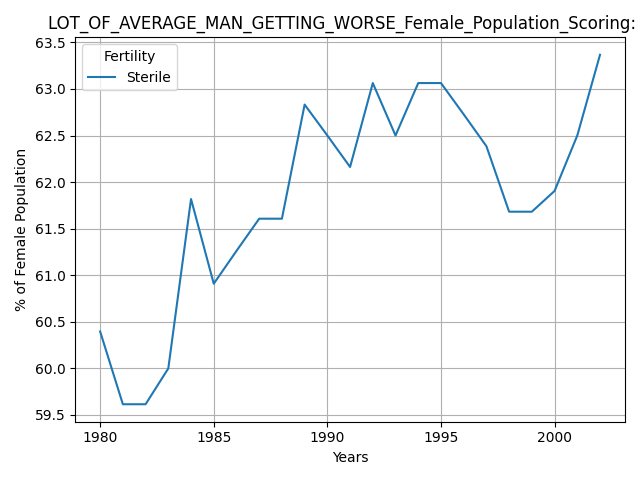 LOT_OF_AVERAGE_MAN_GETTING_WORSE_Female_Population_Scoring:
63.5
63.0
62.5
62.0
61.5
61.0
60.5
60.0
59.5
% of Female Population
Fertility
Sterile
1980
1985
1990
1995
2000
Years